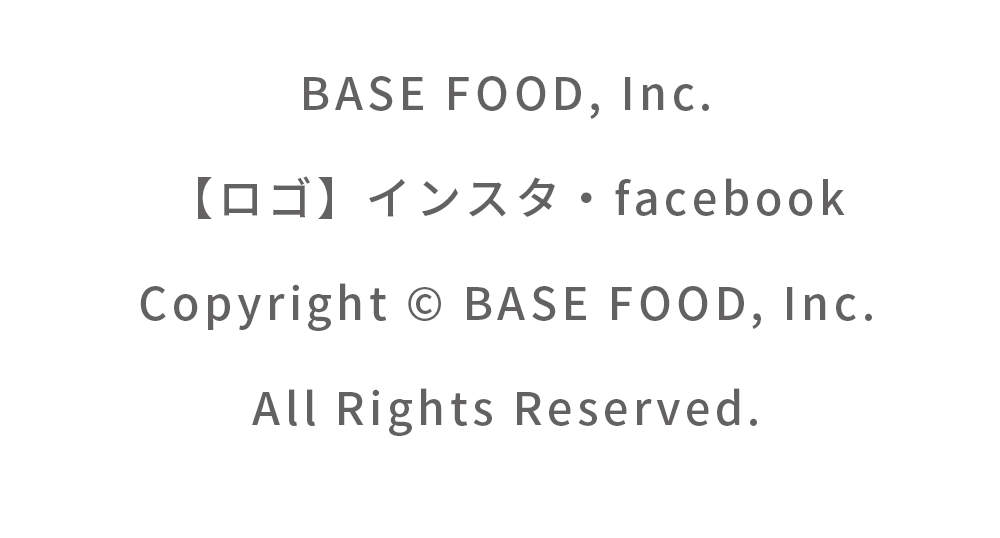 BASE FOOD, Inc.
【ロゴ】インスタ・facebook
Copyright © BASE FOOD, Inc.
All Rights Reserved.